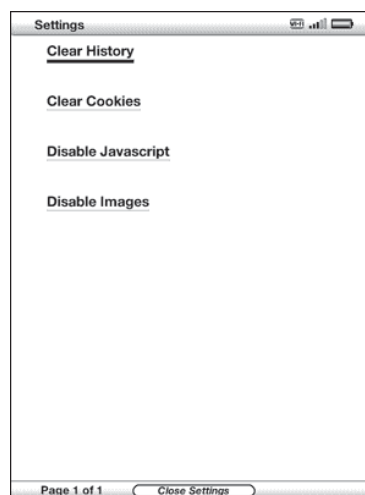 Settings
Clear History
Clear Cookies
Disable Javascript
Disable Images
Page 1 of 1 Close Settings